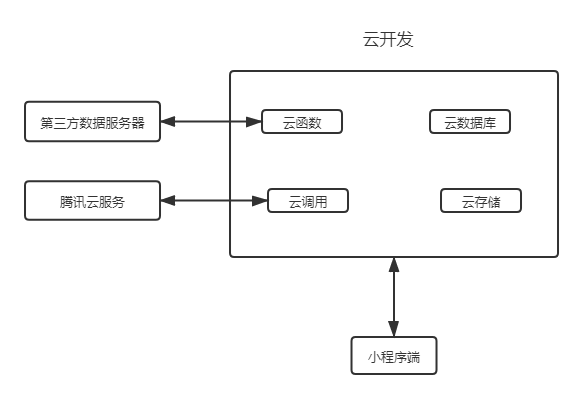 云开发
第三方数据服务器
云函数
云数据库
腾讯云服务
云调用
云存储
小程序端